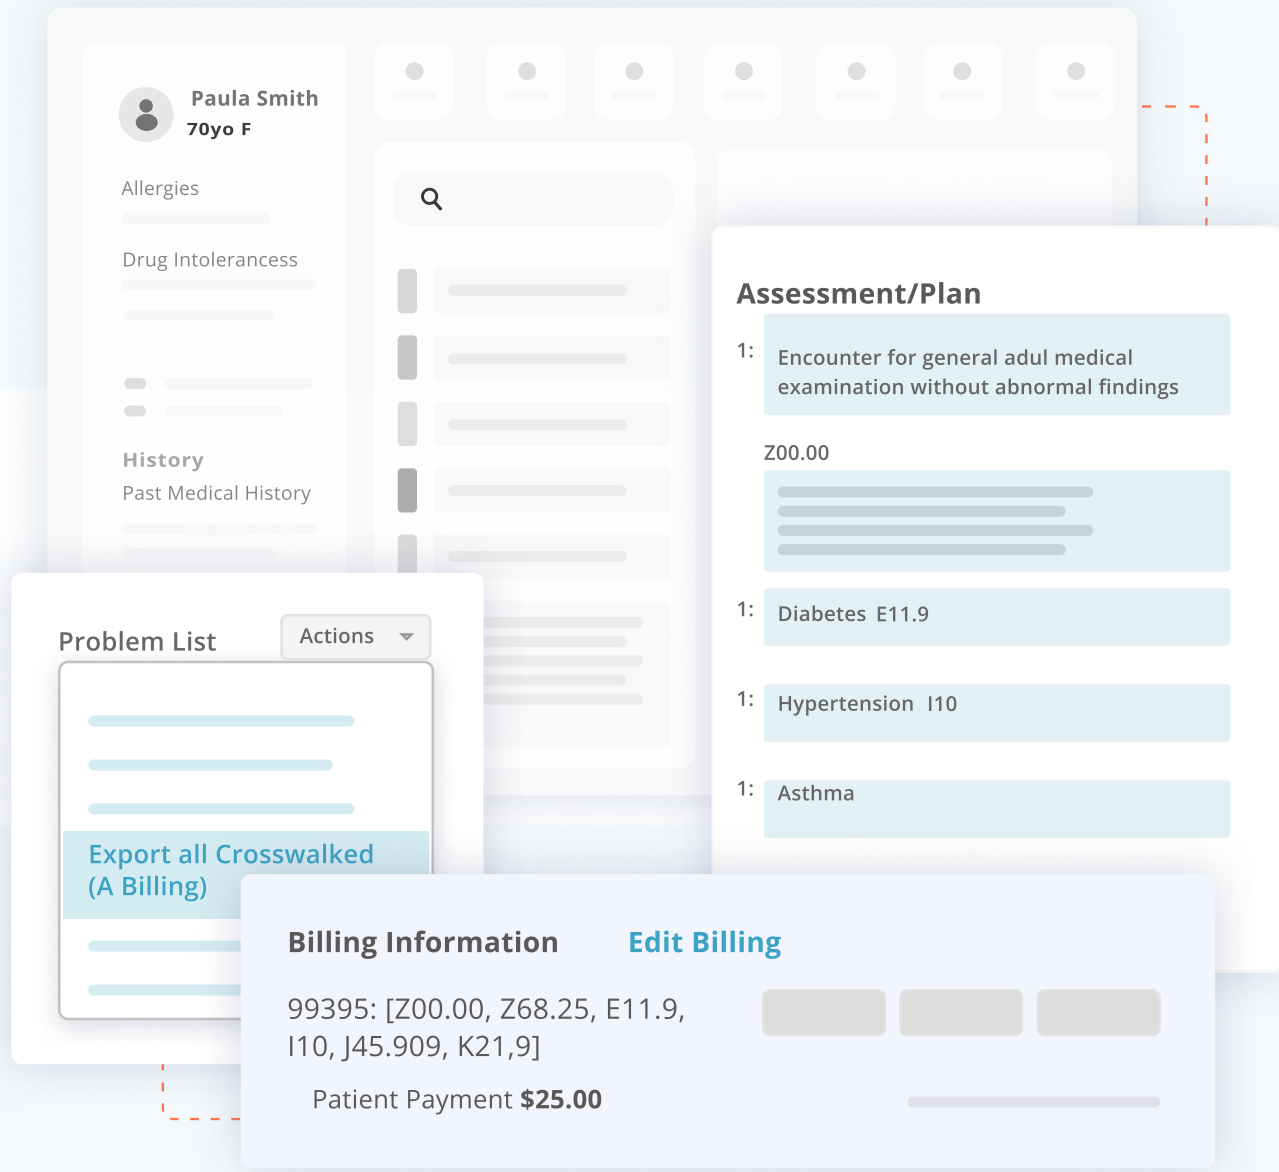 Paula Smith
70yo F
Allergies
Drug Intolerancess
History
Past Medical History
Assessment/Plan
1:
Encounter for general adul medical
examination without abnormal findings
Z00.00
1:
Diabetes E11.9
1:
Hypertension I10
1:
Asthma
Problem List
Actions
Export all Crosswalked
(A Billing)
Billing Information
Edit Billing
99395: [Z00.00, Z68.25, E11.9,
I10, J45.909, K21,9]
Patient Payment $25.00